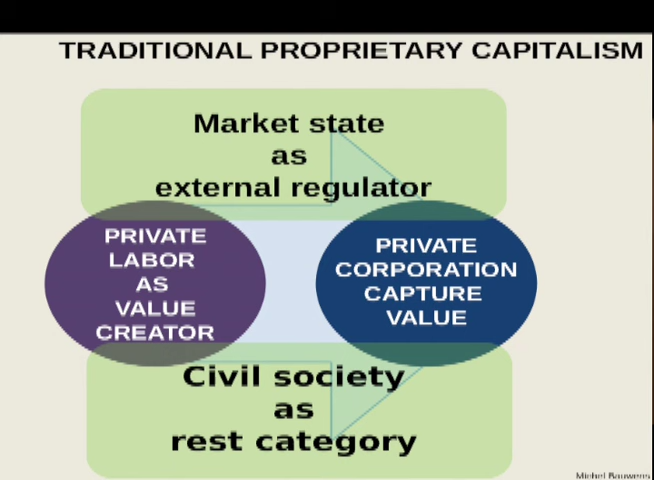 TRADITIONAL PROPRIETARY CAPITALISM
Market state
as
external regulator
PRIVATE
LABOR
AS
VALUE
CREATOR
PRIVATE
CORPORATION
CAPTURE
VALUE
Civil society
as
rest category
Michel Bauwens